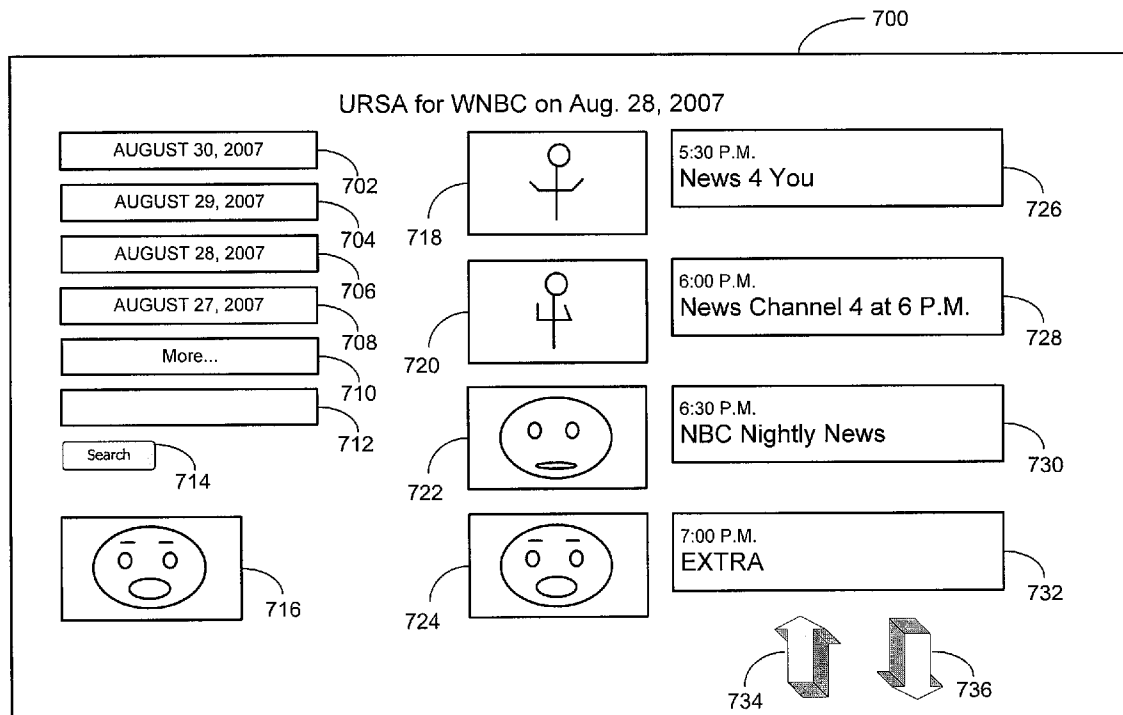 700
URSA for WNBC on Aug. 28, 2007
AUGUST 30, 2007
702
AUGUST 29, 2007
704
AUGUST 28, 2007
706
AUGUST 27, 2007
708
More...
710
712
Search
714
716
718
720
722
724
5:30 P.M.
News 4 You
726
6:00 P.M.
News Channel 4 at 6 P.M.
728
6:30 P.M.
NBC Nightly News
730
7:00 P.M.
EXTRA
732
734
736